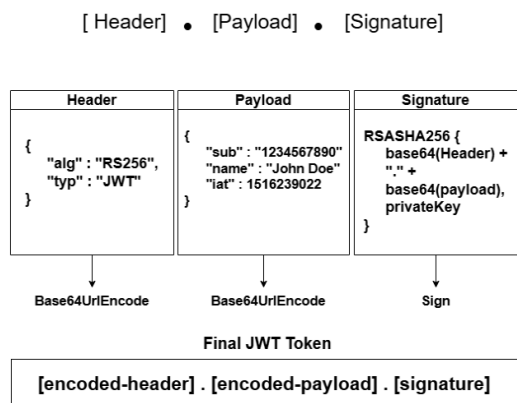 [ Header] • [Payload] • [Signature]
Header
{
"alg" : "RS256",
"typ" : "JWT"
}
Base64UrlEncode
Payload
{
"sub" : "1234567890"
"name" : "John Doe"
"iat" : 1516239022
}
Base64UrlEncode
Signature
RSASHA256 {
base64(Header) +
"." +
base64(payload),
privateKey
}
Sign
Final JWT Token
[encoded-header] . [encoded-payload] . [signature]